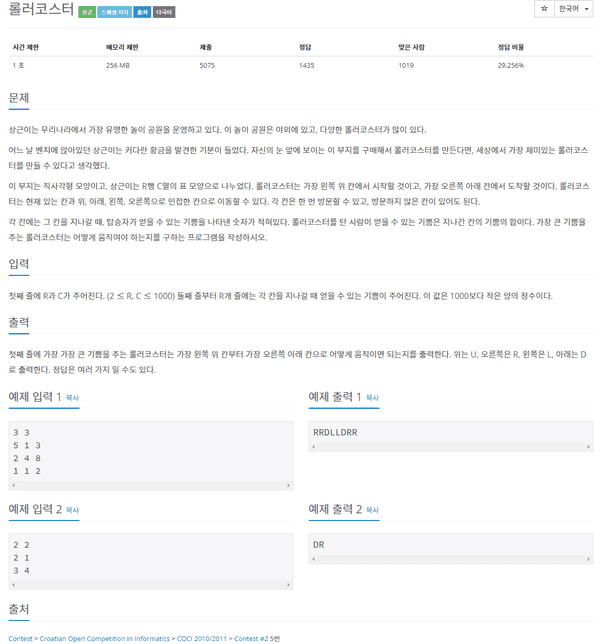 롤러코스터 성공 스페셜 저지 출처 다국어
☆ 한국어
시간 제한 메모리 제한 제출 정답 맞은 사람 정답 비율
1 초 256 MB 5075 1435 1019 29.256%
문제
상근이는 우리나라에서 가장 유명한 놀이 공원을 운영하고 있다. 이 놀이 공원은 야외에 있고, 다양한 롤러코스터가 많이 있다.
어느 날 벤치에 앉아있던 상근이는 커다란 황금을 발견한 기분이 들었다. 자신의 눈 앞에 보이는 이 부지를 구매해서 롤러코스터를 만든다면, 세상에서 가장 재미있는 롤러코스
터를 만들 수 있다고 생각했다.
이 부지는 직사각형 모양이고, 상근이는 R행 C열의 표 모양으로 나누었다. 롤러코스터는 가장 왼쪽 위 칸에서 시작할 것이고, 가장 오른쪽 아래 칸에서 도착할 것이다. 롤러코스
터는 현재 있는 칸과 위, 아래, 왼쪽, 오른쪽으로 인접한 칸으로 이동할 수 있다. 각 칸은 한 번 방문할 수 있고, 방문하지 않은 칸이 있어도 된다.
각 칸에는 그 칸을 지나갈 때, 탑승자가 얻을 수 있는 기쁨을 나타낸 숫자가 적혀있다. 롤러코스터를 탄 사람이 얻을 수 있는 기쁨은 지나간 칸의 기쁨의 합이다. 가장 큰 기쁨을
주는 롤러코스터는 어떻게 움직여야 하는지를 구하는 프로그램을 작성하시오.
입력
첫째 줄에 R과 C가 주어진다. (2 ≤ R, C ≤ 1000) 둘째 줄부터 R개 줄에는 각 칸을 지나갈 때 얻을 수 있는 기쁨이 주어진다. 이 값은 1000보다 작은 양의 정수이다.
출력
첫째 줄에 가장 가장 큰 기쁨을 주는 롤러코스터는 가장 왼쪽 위 칸부터 가장 오른쪽 아래 칸으로 어떻게 움직이면 되는지를 출력한다. 위는 U, 오른쪽은 R, 왼쪽은 L, 아래는 D
로 출력한다. 정답은 여러 가지 일 수도 있다.
예제 입력 1 복사 예제 출력 1 복사
3 3 RRDLLDRR
5 1 3
2 4 8
1 1 2
예제 입력 2 복사 예제 출력 2 복사
2 2 DR
2 1
3 4
출처
Contest > Croatian Open Competition in Informatics > COCI 2010/2011 > Contest #2 5번